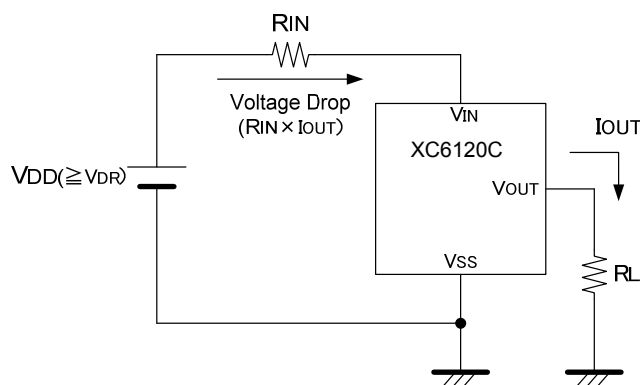 RIN
Voltage Drop
(RIN×IOUT)
VIN
IOUT
XC6120C
VDD(≧VDR)
VOUT
VSS
RL